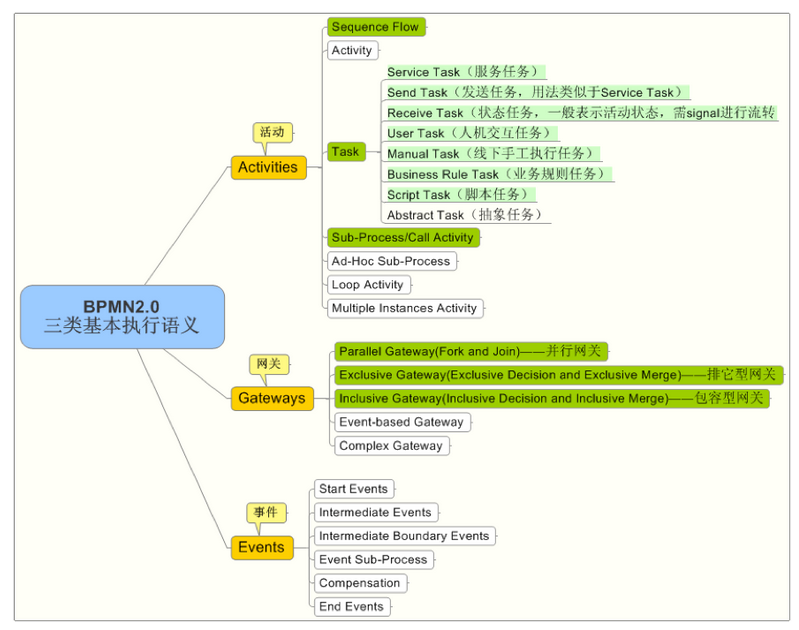 BPMN2.0
三类基本执行语义
活动
Activities
Sequence Flow
Activity
Task
Service Task（服务任务）
Send Task（发送任务，用法类似于Service Task）
Receive Task（状态任务，一般表示活动状态，需signal进行流转
User Task（人机交互任务）
Manual Task（线下手工执行任务）
Business Rule Task（业务规则任务）
Script Task（脚本任务）
Abstract Task（抽象任务）
Sub-Process/Call Activity
Ad-Hoc Sub-Process
Loop Activity
Multiple Instances Activity
网关
Gateways
Parallel Gateway(Fork and Join)——并行网关
Exclusive Gateway(Exclusive Decision and Exclusive Merge)——排它型网关
Inclusive Gateway(Inclusive Decision and Inclusive Merge)——包容型网关
Event-based Gateway
Complex Gateway
事件
Events
Start Events
Intermediate Events
Intermediate Boundary Events
Event Sub-Process
Compensation
End Events